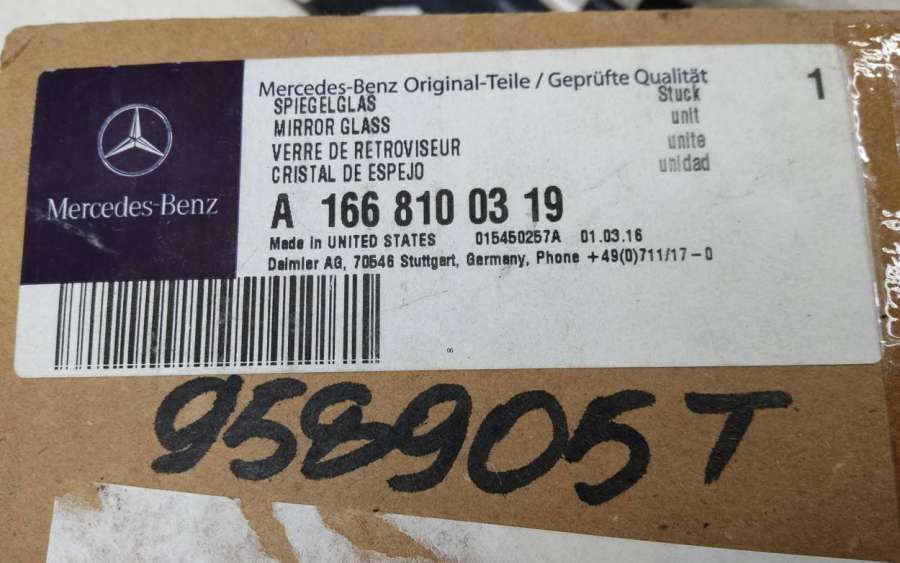 Mercedes-Benz Original-Teile / Geprüfte Qualität
SPIEGELGLAS Stuck 1
MIRROR GLASS unit
VERRE DE RETROVISEUR unite
CRISTAL DE ESPEJO unidad
Mercedes-Benz
A 166 810 03 19
Made in UNITED STATES 015450257A 01.03.16
Daimler AG, 70546 Stuttgart, Germany, Phone +49(0)711/17-0
06
958905T